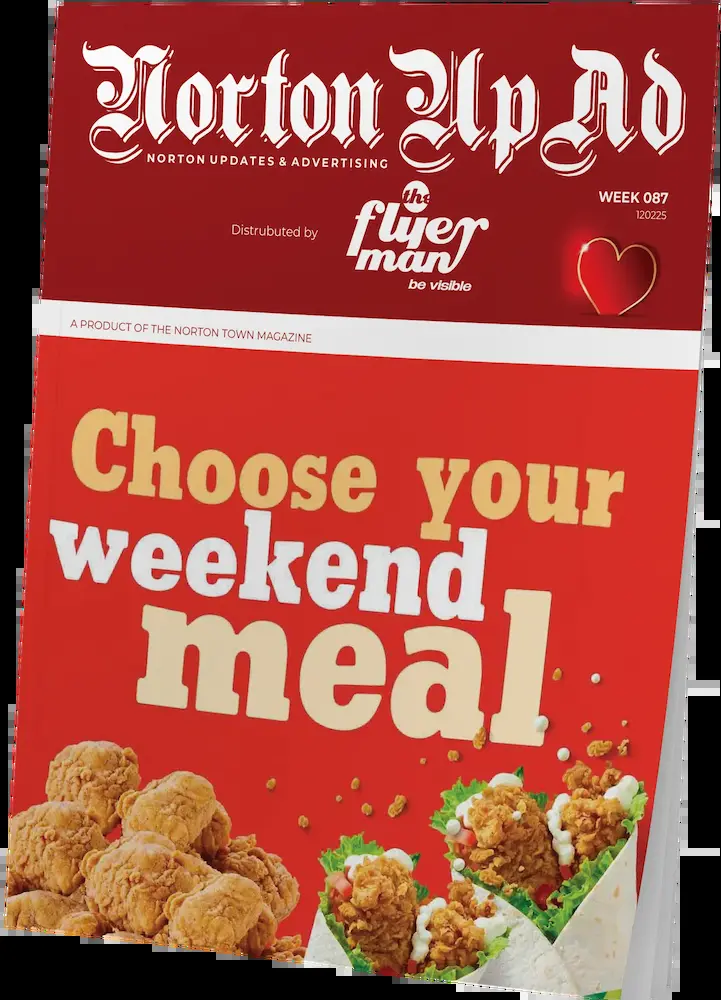 Norton Up Ad
NORTON UPDATES & ADVERTISING
WEEK 087
120225
Distrubuted by
the
flyer
man
be visible
A PRODUCT OF THE NORTON TOWN MAGAZINE
Choose your
weekend
meal